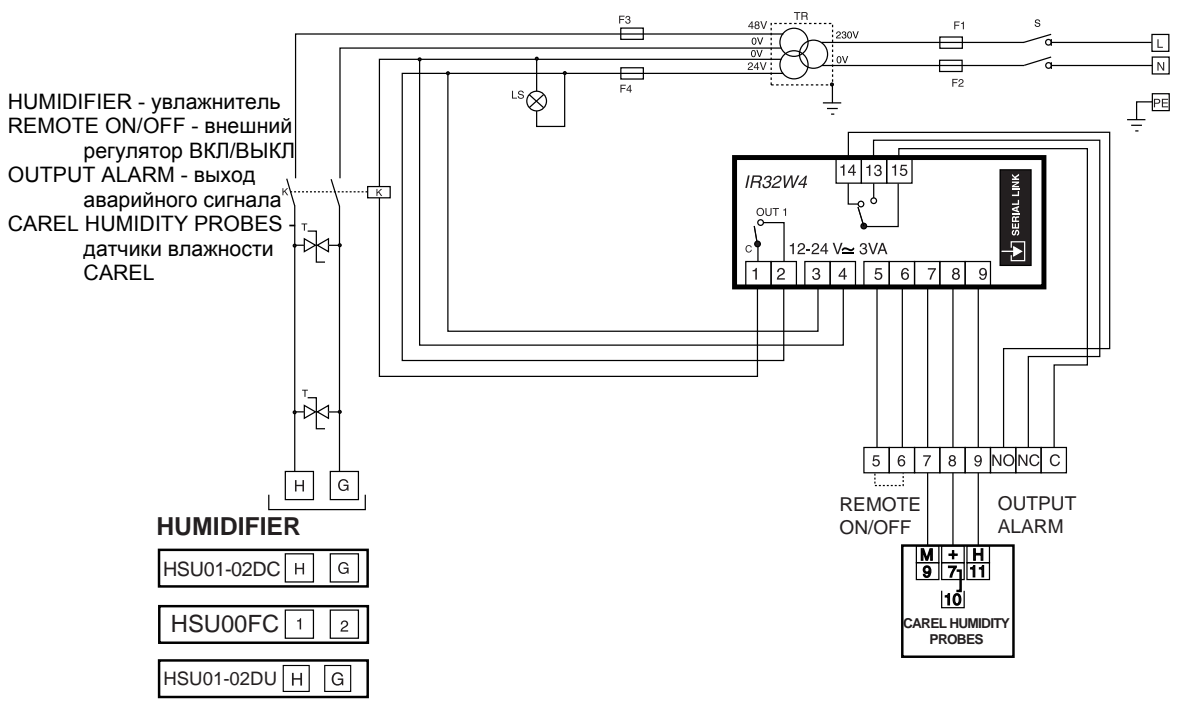 F3
48V
TR
0V
0V
24V
230V
0V
F1
S
F2
L
N
PE
LS
F4
HUMIDIFIER - увлажнитель
REMOTE ON/OFF - внешний
регулятор ВКЛ/ВЫКЛ
OUTPUT ALARM - выход
аварийного сигнала
CAREL HUMIDITY PROBES -
датчики влажности
CAREL
K
K
T
T
IR32W4
14 13 15
SERIAL LINK
OUT 1
C
12-24 V≃ 3VA
1 2 3 4 5 6 7 8 9
5 6 7 8 9 NO NC C
REMOTE
ON/OFF
OUTPUT
ALARM
M + H
9 7 11
10
CAREL HUMIDITY
PROBES
H G
HUMIDIFIER
HSU01-02DC H G
HSU00FC 1 2
HSU01-02DU H G